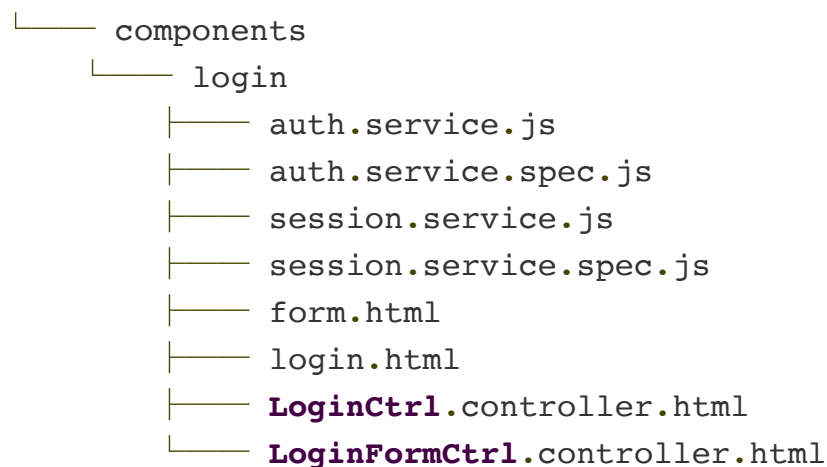 └──── components
    └──── login
        ├──── auth.service.js
        ├──── auth.service.spec.js
        ├──── session.service.js
        ├──── session.service.spec.js
        ├──── form.html
        ├──── login.html
        ├──── LoginCtrl.controller.html
        └──── LoginFormCtrl.controller.html